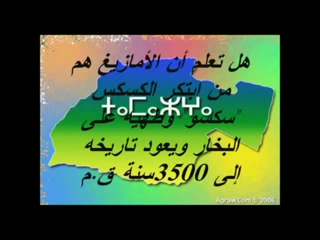 هل تعلم أن الأمازيغ هم
من ابتكر الكسكس
ⵜⴰⵎⴰⵣⵖⴰ
"سكسو" وطهيه على
البخار ويعود تاريخه
إلى 3500سنة ق.م
Agraw.Com © 2006